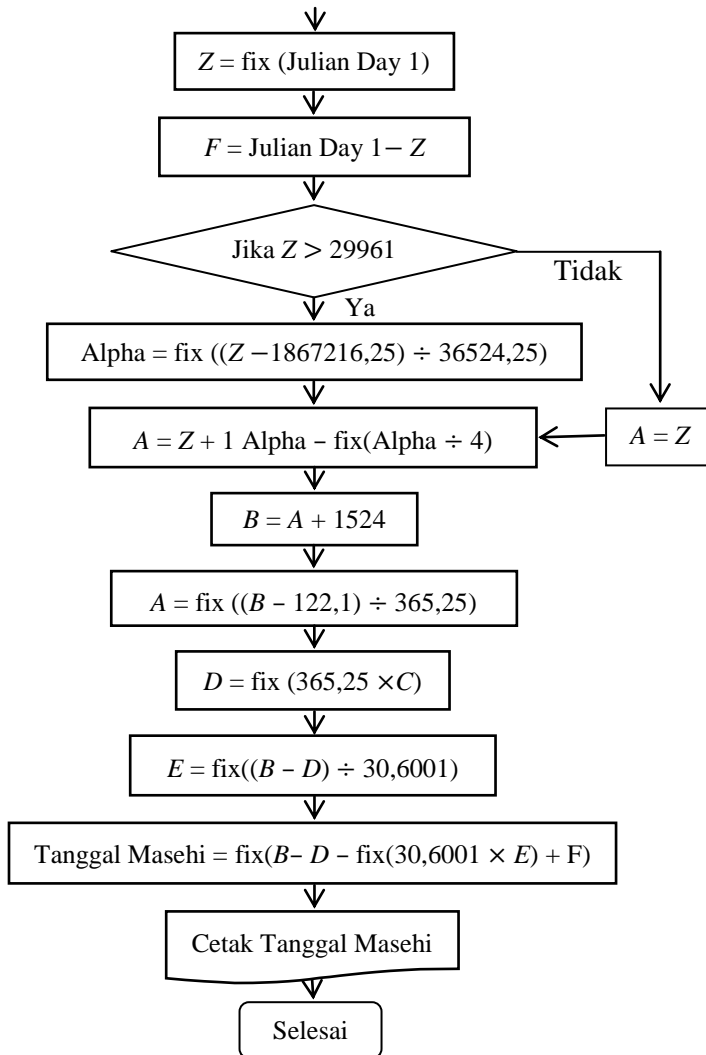 Z = fix (Julian Day 1)
F = Julian Day 1− Z
Jika Z > 29961
Tidak
Ya
Alpha = fix ((Z −1867216,25) ÷ 36524,25)
A = Z + 1 Alpha – fix(Alpha ÷ 4)
A = Z
B = A + 1524
A = fix ((B – 122,1) ÷ 365,25)
D = fix (365,25 ×C)
E = fix((B – D) ÷ 30,6001)
Tanggal Masehi = fix(B– D – fix(30,6001 × E) + F)
Cetak Tanggal Masehi
Selesai